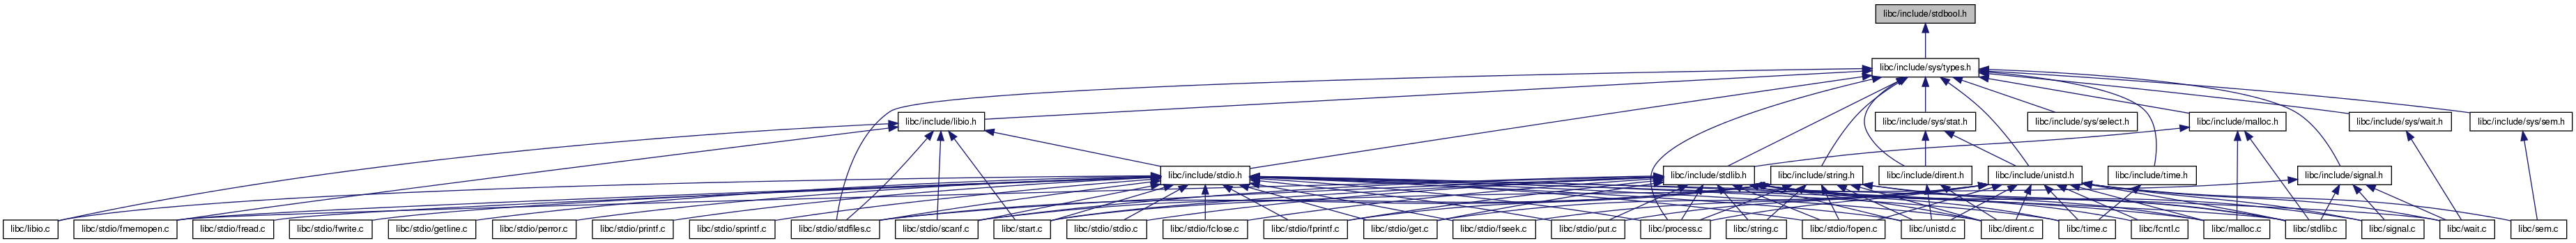 libc/include/stdbool.h
libc/include/sys/types.h
libc/include/libio.h
libc/include/sys/stat.h
libc/include/sys/select.h
libc/include/malloc.h
libc/include/sys/wait.h
libc/include/sys/sem.h
libc/include/stdio.h
libc/include/stdlib.h
libc/include/string.h
libc/include/dirent.h
libc/include/unistd.h
libc/include/time.h
libc/include/signal.h
libc/libio.c
libc/stdio/fmemopen.c
libc/stdio/fread.c
libc/stdio/fwrite.c
libc/stdio/getline.c
libc/stdio/perror.c
libc/stdio/printf.c
libc/stdio/sprintf.c
libc/stdio/stdfiles.c
libc/stdio/scanf.c
libc/start.c
libc/stdio/stdio.c
libc/stdio/fclose.c
libc/stdio/fprintf.c
libc/stdio/get.c
libc/stdio/fseek.c
libc/stdio/put.c
libc/process.c
libc/string.c
libc/stdio/fopen.c
libc/unistd.c
libc/dirent.c
libc/time.c
libc/fcntl.c
libc/malloc.c
libc/stdlib.c
libc/signal.c
libc/wait.c
libc/sem.c